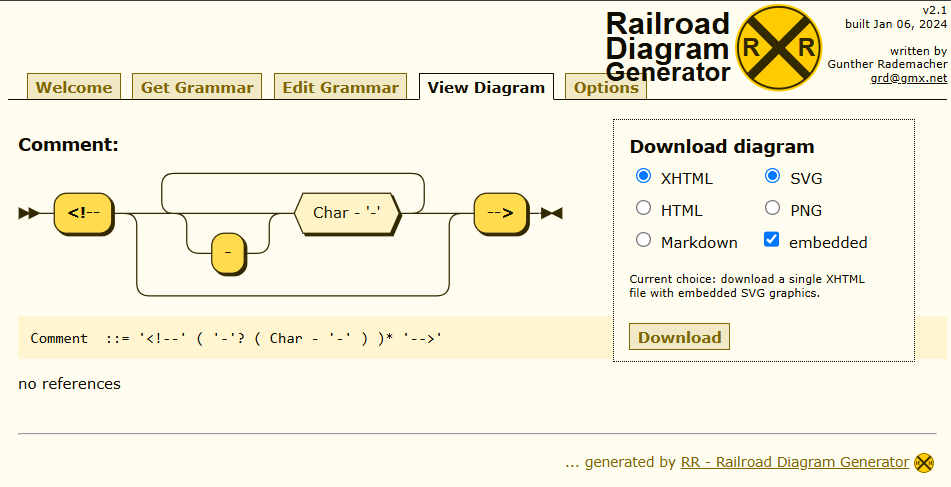 Railroad
Diagram
Generator
R R
v2.1
built Jan 06, 2024
written by
Gunther Rademacher
grd@gmx.net
Welcome
Get Grammar
Edit Grammar
View Diagram
Options
Comment:
<!--
-
Char - '-'
-->
Comment ::= '<!--' ( '-'? ( Char - '-' ) )* '-->'
no references
Download diagram
XHTML SVG
HTML PNG
Markdown embedded
Current choice: download a single XHTML
file with embedded SVG graphics.
Download
... generated by RR - Railroad Diagram Generator
R R